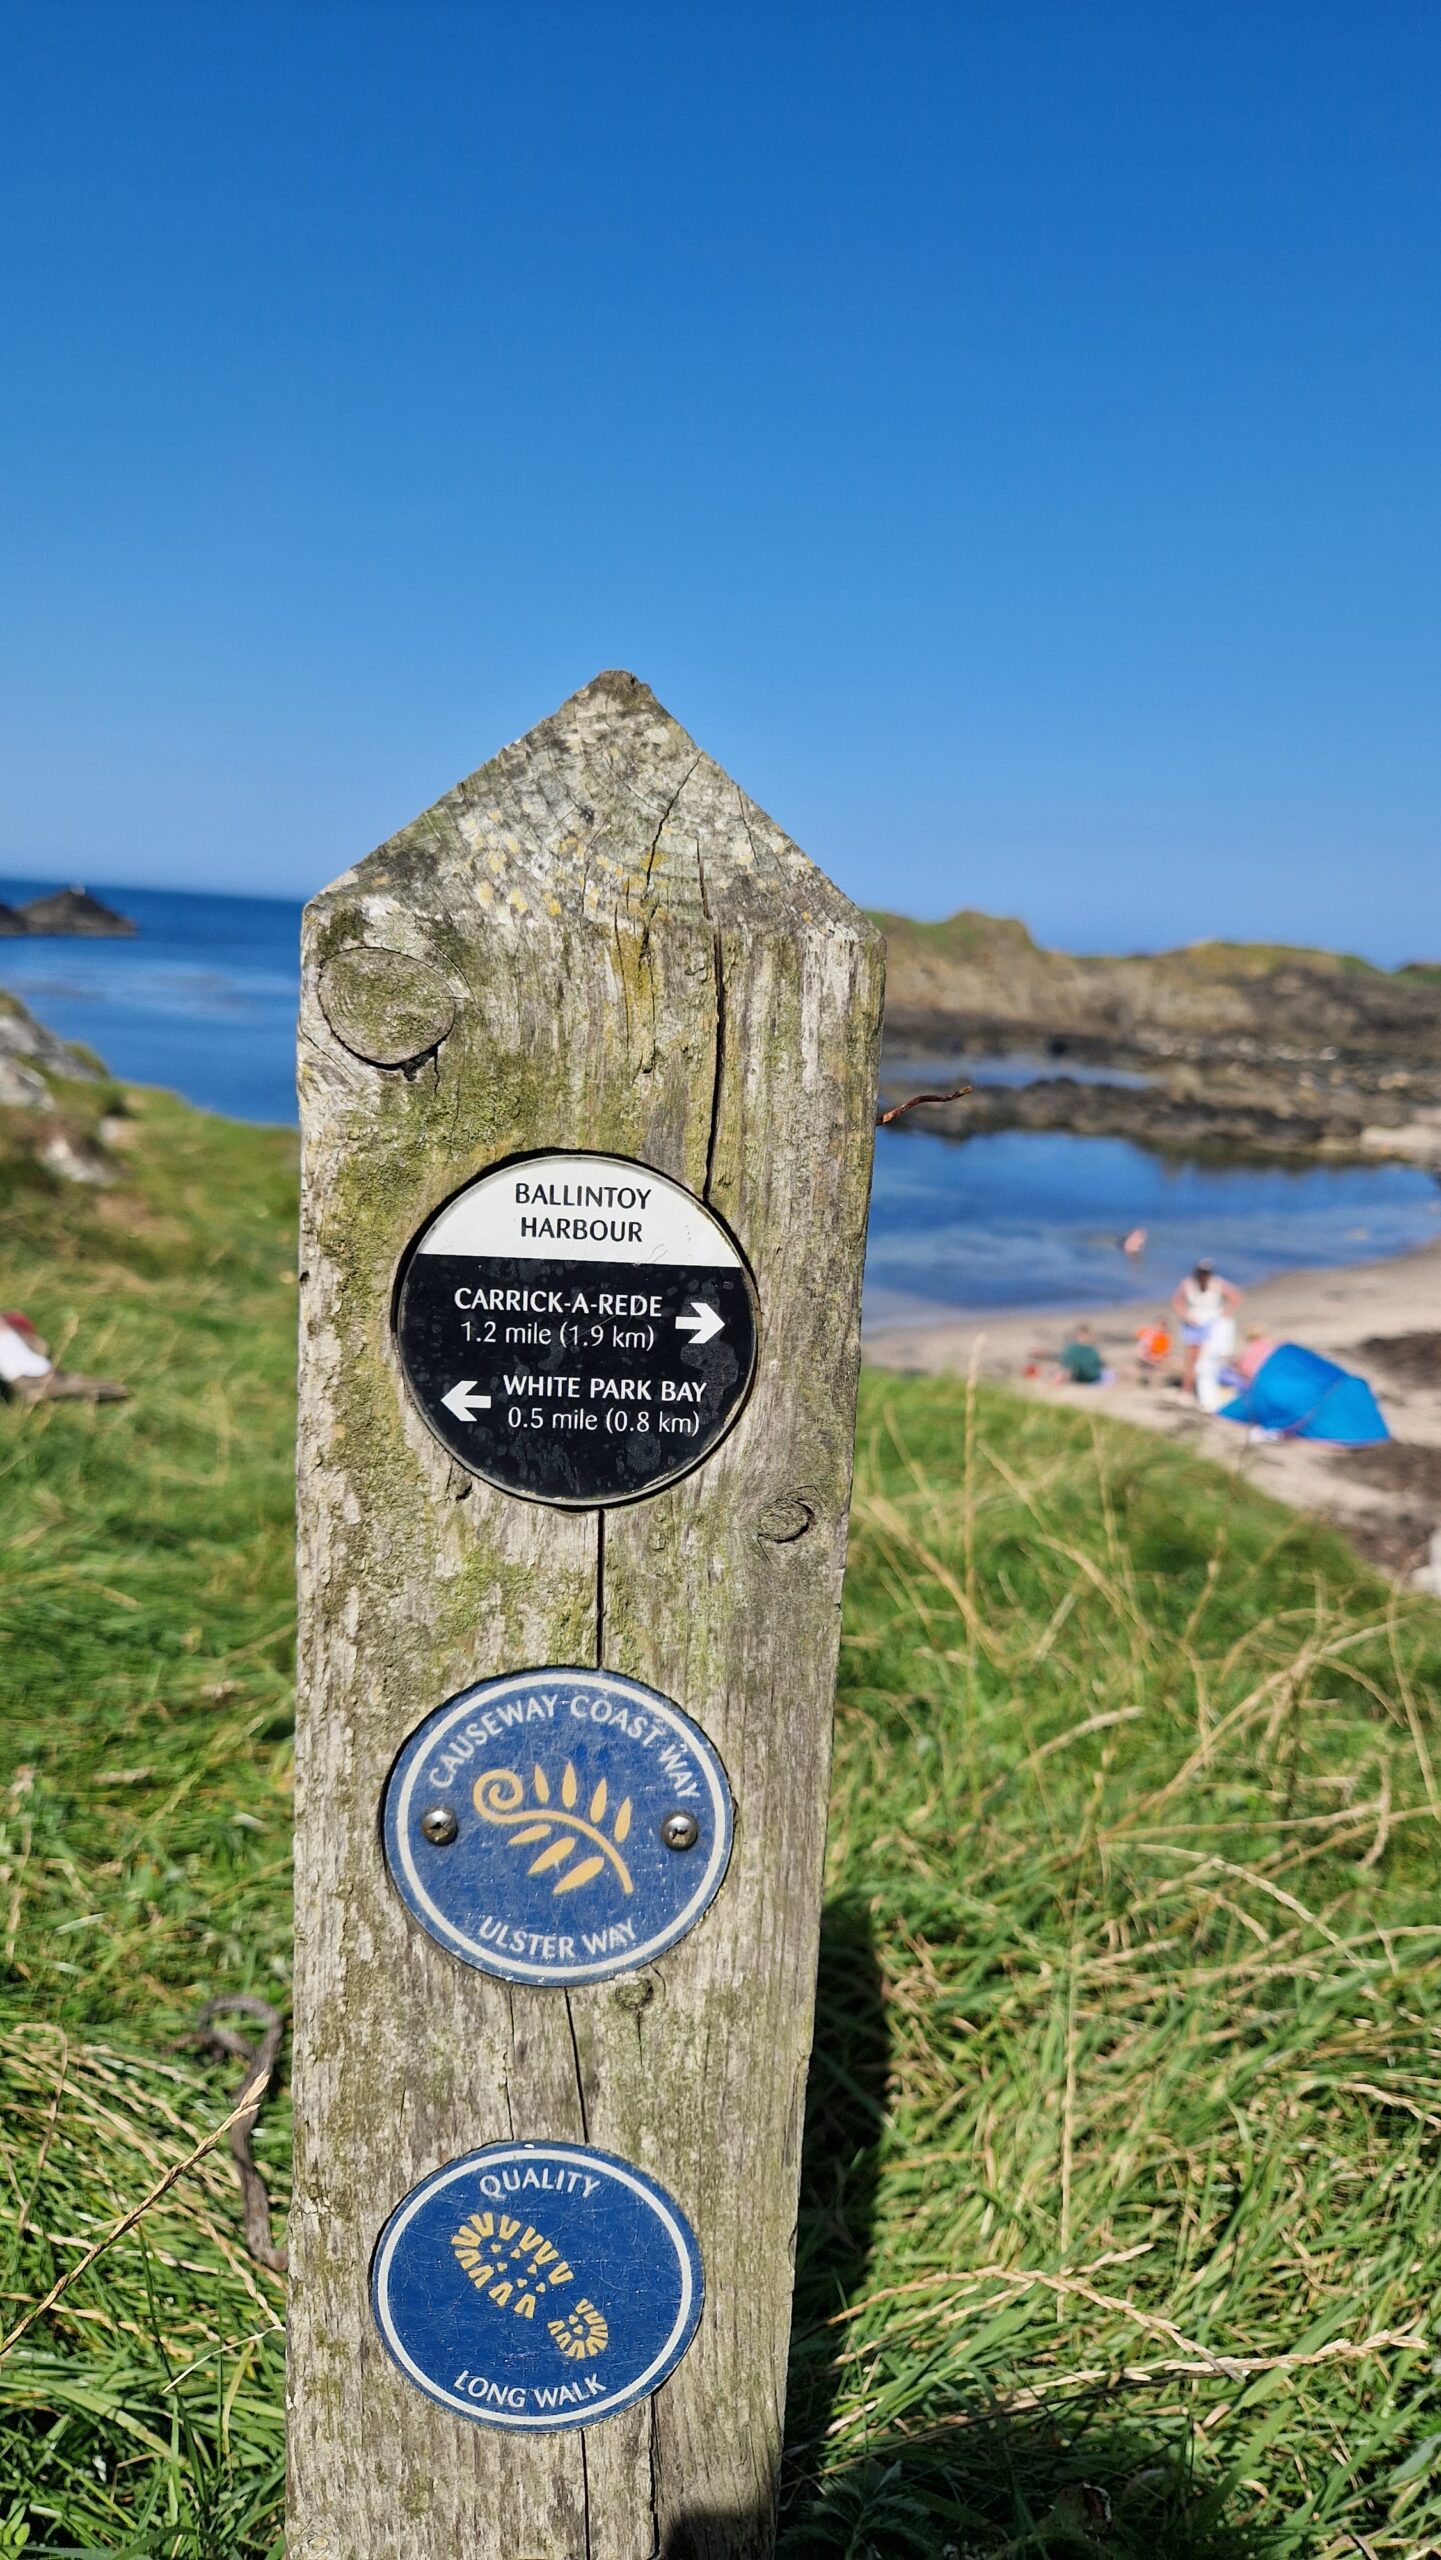 BALLINTOY
HARBOUR
CARRICK-A-REDE
1.2 mile (1.9 km)
WHITE PARK BAY
0.5 mile (0.8 km)
CAUSEWAY COAST WAY
ULSTER WAY
QUALITY
LONG WALK